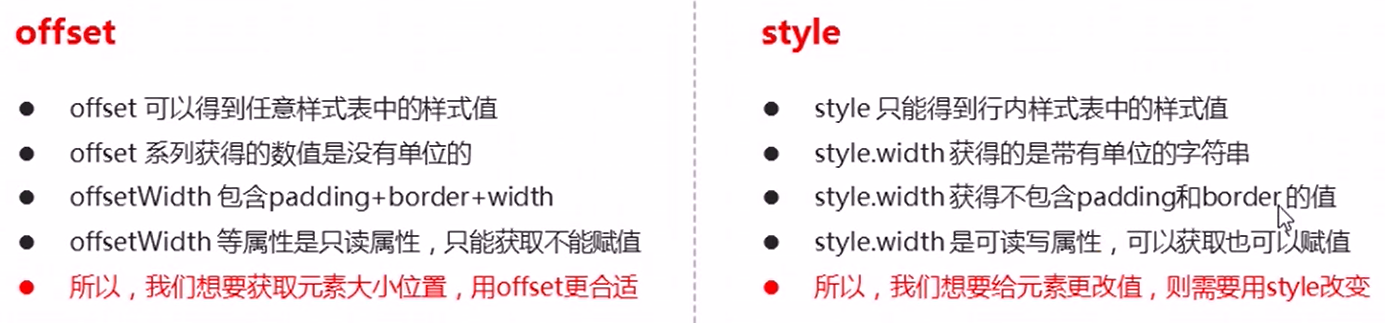 offset
offset 可以得到任意样式表中的样式值
offset 系列获得的数值是没有单位的
offsetWidth 包含padding+border+width
offsetWidth 等属性是只读属性，只能获取不能赋值
所以，我们想要获取元素大小位置，用offset更合适
style
style 只能得到行内样式表中的样式值
style.width 获得的是带有单位的字符串
style.width 获得不包含padding和border 的值
style.width 是可读写属性，可以获取也可以赋值
所以，我们想要给元素更改值，则需要用style改变